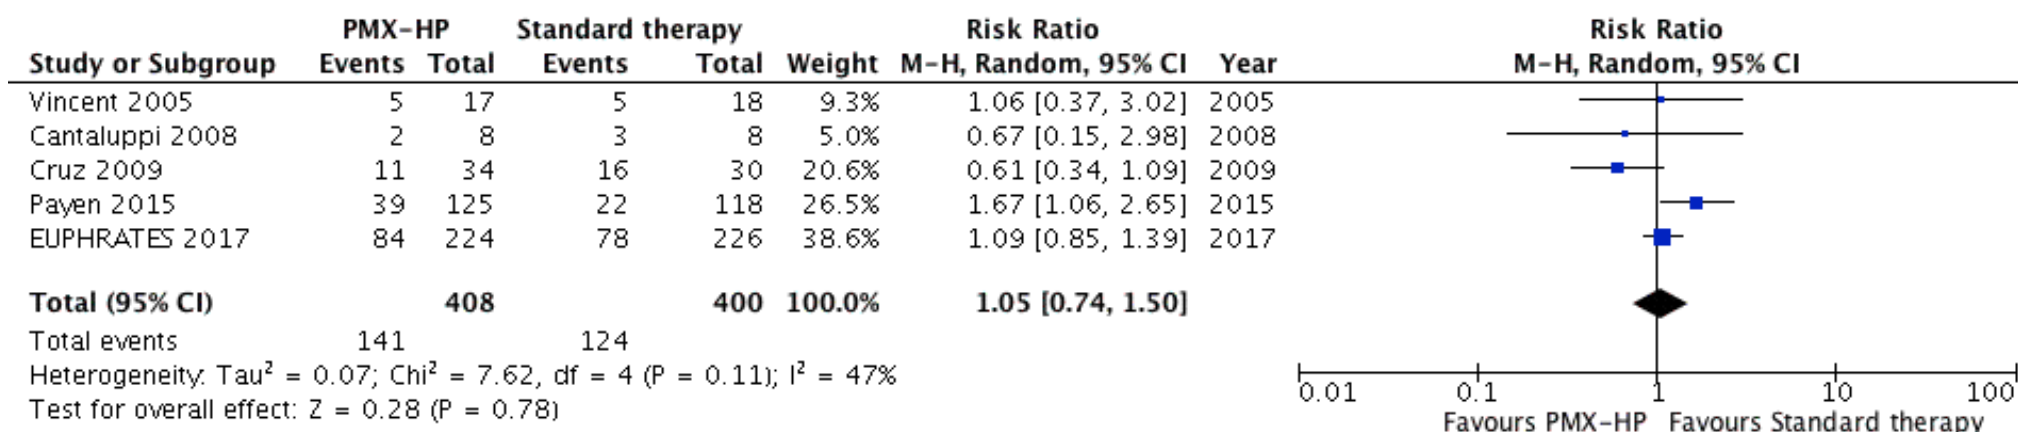 PMX-HP Standard therapy Risk Ratio Risk Ratio
Study or Subgroup Events Total Events Total Weight M-H, Random, 95% CI Year M-H, Random, 95% CI
Vincent 2005 5 17 5 18 9.3% 1.06 [0.37, 3.02] 2005
Cantaluppi 2008 2 8 3 8 5.0% 0.67 [0.15, 2.98] 2008
Cruz 2009 11 34 16 30 20.6% 0.61 [0.34, 1.09] 2009
Payen 2015 39 125 22 118 26.5% 1.67 [1.06, 2.65] 2015
EUPHRATES 2017 84 224 78 226 38.6% 1.09 [0.85, 1.39] 2017
Total (95% CI) 408 400 100.0% 1.05 [0.74, 1.50]
Total events 141 124
Heterogeneity: Tau² = 0.07; Chi² = 7.62, df = 4 (P = 0.11); I² = 47%
Test for overall effect: Z = 0.28 (P = 0.78)
0.01 0.1 1 10 100
Favours PMX-HP Favours Standard therapy